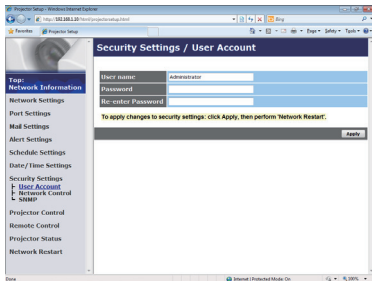 Projector Setup - Windows Internet Explorer
http://192.168.1.10/html/projectorsetup.html
Bing
Favorites
Projector Setup
Page
Safety
Tools
Security Settings / User Account
Top:
Network Information
Network Settings
Port Settings
Mail Settings
Alert Settings
Schedule Settings
Date/Time Settings
Security Settings
User Account
Network Control
SNMP
Projector Control
Remote Control
Projector Status
Network Restart
User name
Administrator
Password
Re-enter Password
To apply changes to security settings: click Apply, then perform 'Network Restart'.
Apply
Done
Internet | Protected Mode: On
100%